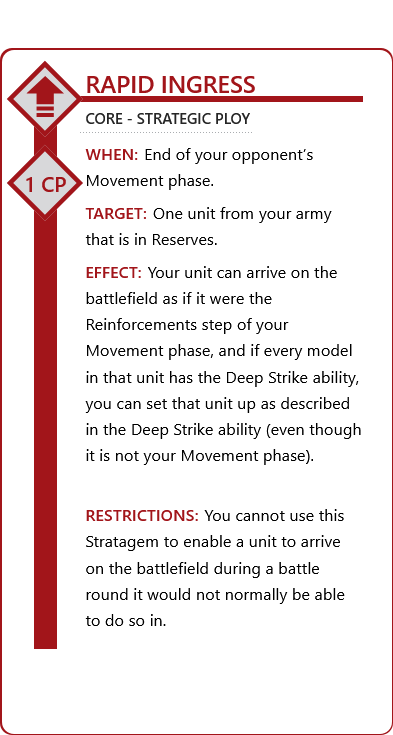 RAPID INGRESS
CORE - STRATEGIC PLOY
1 CP
WHEN: End of your opponent’s
Movement phase.
TARGET: One unit from your army
that is in Reserves.
EFFECT: Your unit can arrive on the
battlefield as if it were the
Reinforcements step of your
Movement phase, and if every model
in that unit has the Deep Strike ability,
you can set that unit up as described
in the Deep Strike ability (even though
it is not your Movement phase).
RESTRICTIONS: You cannot use this
Stratagem to enable a unit to arrive
on the battlefield during a battle
round it would not normally be able
to do so in.